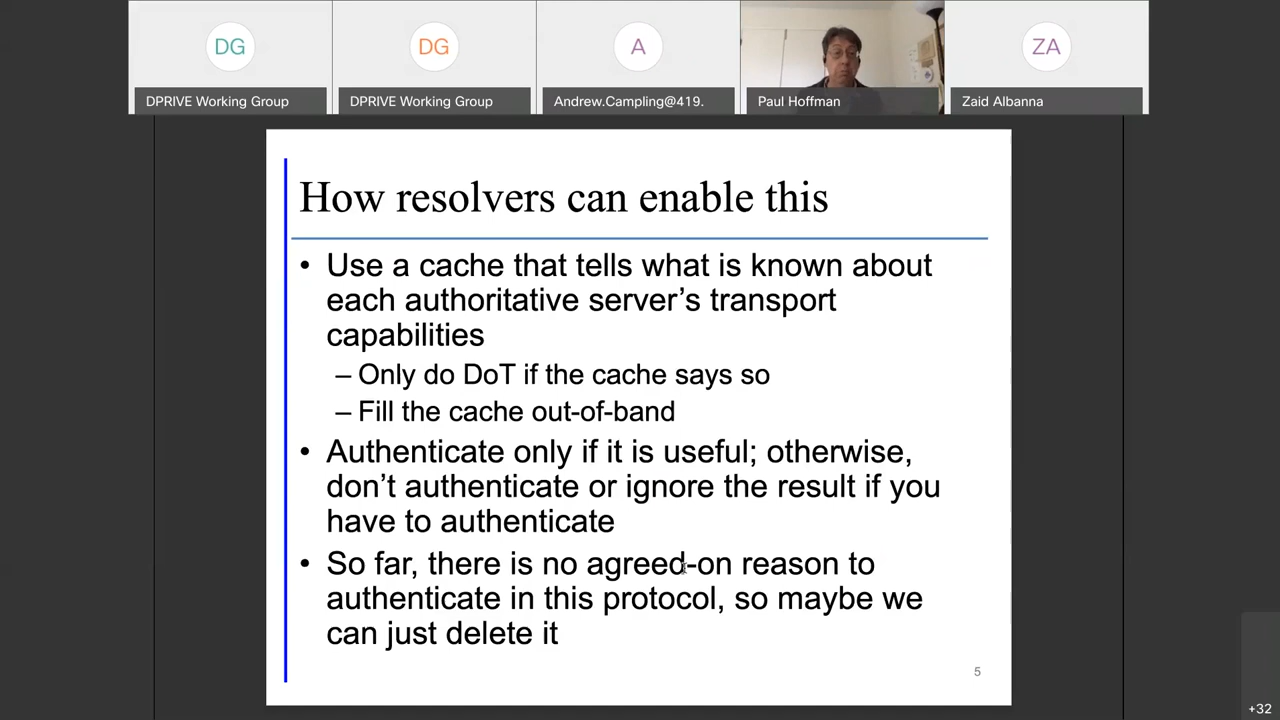 DG
DG
A
ZA
DPRIVE Working Group
DPRIVE Working Group
Andrew.Campling@419.
Paul Hoffman
Zaid Albanna
How resolvers can enable this
• Use a cache that tells what is known about
each authoritative server’s transport
capabilities
– Only do DoT if the cache says so
– Fill the cache out-of-band
• Authenticate only if it is useful; otherwise,
don’t authenticate or ignore the result if you
have to authenticate
• So far, there is no agreed-on reason to
authenticate in this protocol, so maybe we
can just delete it
5
+32